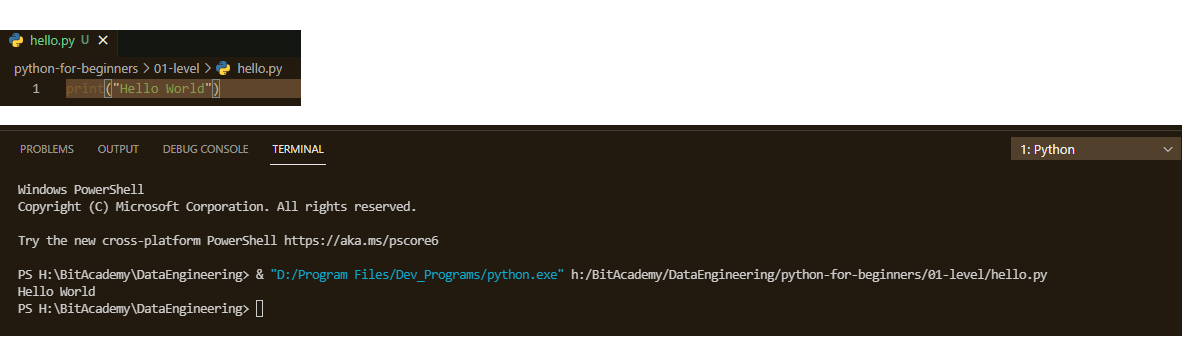 hello.py U ×
python-for-beginners > 01-level > hello.py
1 print("Hello World")
PROBLEMS OUTPUT DEBUG CONSOLE TERMINAL 1: Python
Windows PowerShell
Copyright (C) Microsoft Corporation. All rights reserved.
Try the new cross-platform PowerShell https://aka.ms/pscore6
PS H:\BitAcademy\DataEngineering> & "D:/Program Files/Dev_Programs/python.exe" h:/BitAcademy/DataEngineering/python-for-beginners/01-level/hello.py
Hello World
PS H:\BitAcademy\DataEngineering>